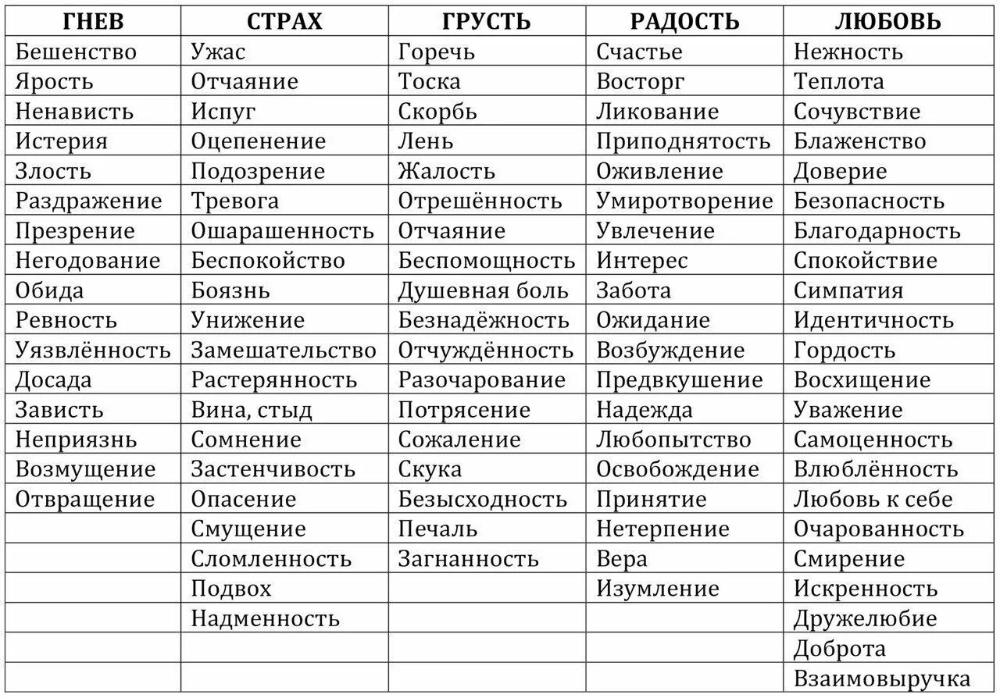 ГНЕВ СТРАХ ГРУСТЬ РАДОСТЬ ЛЮБОВЬ
Бешенство Ужас Горечь Счастье Нежность
Ярость Отчаяние Тоска Восторг Теплота
Ненависть Испуг Скорбь Ликование Сочувствие
Истерия Оцепенение Лень Приподнятость Блаженство
Злость Подозрение Жалость Оживление Доверие
Раздражение Тревога Отрешённость Умиротворение Безопасность
Презрение Ошарашенность Отчаяние Увлечение Благодарность
Негодование Беспокойство Беспомощность Интерес Спокойствие
Обида Боязнь Душевная боль Забота Симпатия
Ревность Унижение Безнадёжность Ожидание Идентичность
Уязвлённость Замешательство Отчуждённость Возбуждение Гордость
Досада Растерянность Разочарование Предвкушение Восхищение
Зависть Вина, стыд Потрясение Надежда Уважение
Неприязнь Сомнение Сожаление Любопытство Самоценность
Возмущение Застенчивость Скука Освобождение Влюблённость
Отвращение Опасение Безысходность Принятие Любовь к себе
Смущение Печаль Нетерпение Очарованность
Сломленность Загнанность Вера Смирение
Подвох Изумление Искренность
Надменность Дружелюбие
Доброта
Взаимовыручка